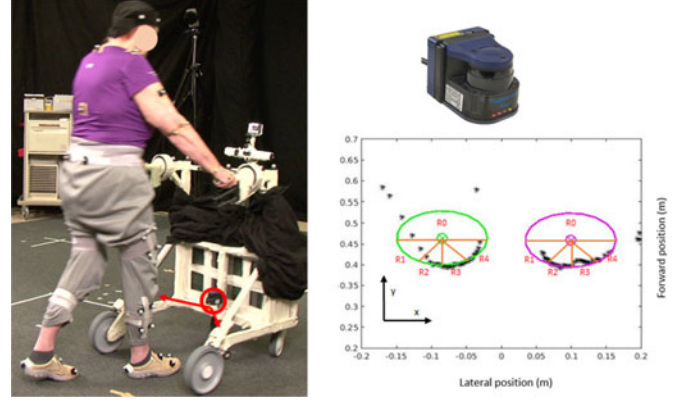 0.7
0.65
0.6
0.55
0.5
0.45
0.4
0.35
0.3
0.25
0.2
R0
R0
R1
R2
R3
R4
R1
R2
R3
R4
y
x
-0.2 -0.15 -0.1 -0.05 0 0.05 0.1 0.15 0.2
Lateral position (m)
Forward position (m)